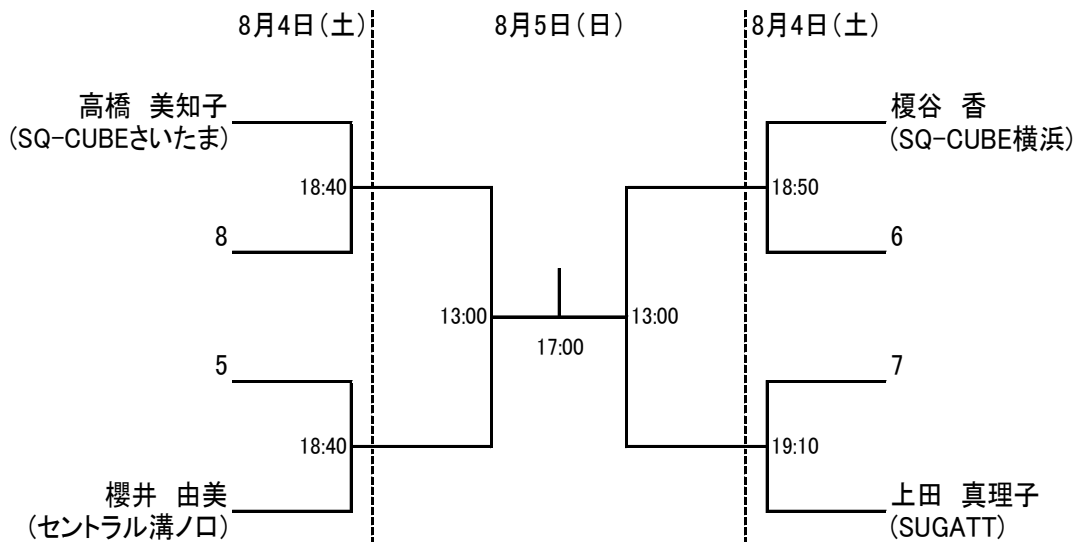 8月4日(土)
8月5日(日)
8月4日(土)
高橋　美知子
(SQ-CUBEさいたま)
18:40
8
5
18:40
櫻井　由美
(セントラル溝ノ口)
13:00
17:00
13:00
榎谷　香
(SQ-CUBE横浜)
18:50
6
7
19:10
上田　真理子
(SUGATT)